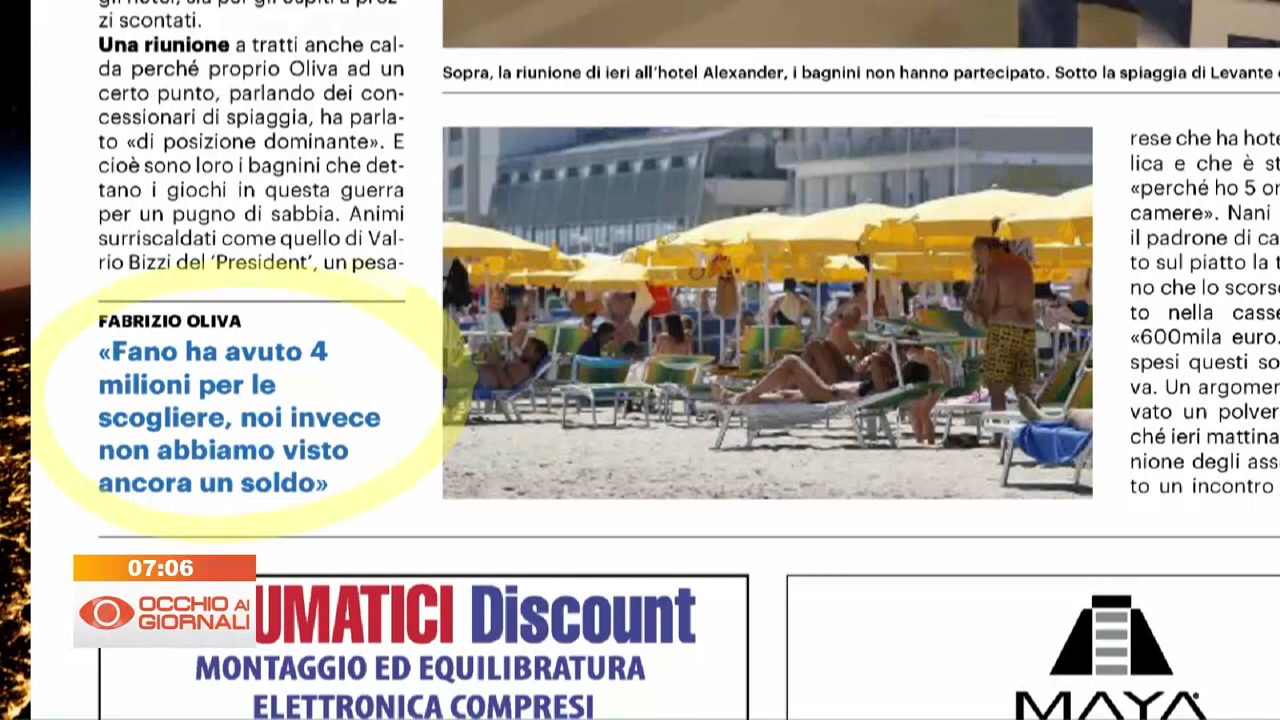 zi scontati.
Una riunione a tratti anche cal-
da perché proprio Oliva ad un
certo punto, parlando dei con-
cessionari di spiaggia, ha parla-
to «di posizione dominante». E
cioè sono loro i bagnini che det-
tano i giochi in questa guerra
per un pugno di sabbia. Animi
surriscaldati come quello di Val-
rio Bizzi del 'President', un pesa-
FABRIZIO OLIVA
«Fano ha avuto 4
milioni per le
scogliere, noi invece
non abbiamo visto
ancora un soldo»
Sopra, la riunione di ieri all'hotel Alexander, i bagnini non hanno partecipato. Sotto la spiaggia di Levante
rese che ha hote
lica e che è st
«perché ho 5 or
camere». Nani
il padrone di ca
to sul piatto la t
no che lo scorso
to nella casse
«600mila euro.
spesi questi so
va. Un argomer
vato un polver
ché ieri mattina
nione degli ass
to un incontro
07:06
OCCHIO AI
GIORNALI
UMATICI Discount
MONTAGGIO ED EQUILIBRATURA
ELETTRONICA COMPRESI
MAYA